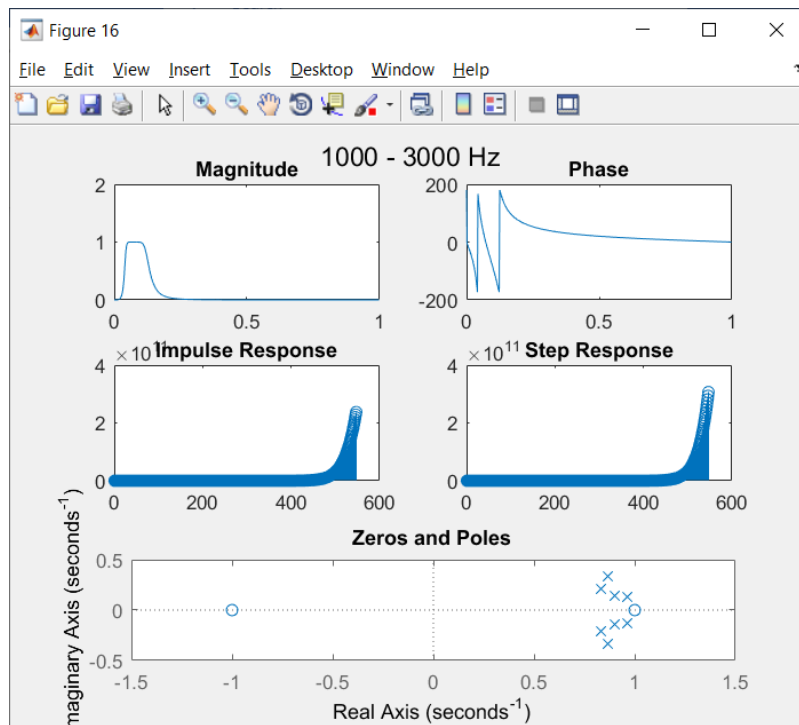 Figure 16
File Edit View Insert Tools Desktop Window Help
1000 - 3000 Hz
Magnitude
Phase
2
1
0
0 0.5 1
200
0
-200
0 0.5 1
Impulse Response
4
2
0
0 200 400 600
× 10¹¹ Step Response
4
2
0
0 200 400 600
Zeros and Poles
maginary Axis (seconds⁻¹)
0.5
0
-0.5
-1.5 -1 -0.5 0 0.5 1 1.5
Real Axis (seconds⁻¹)